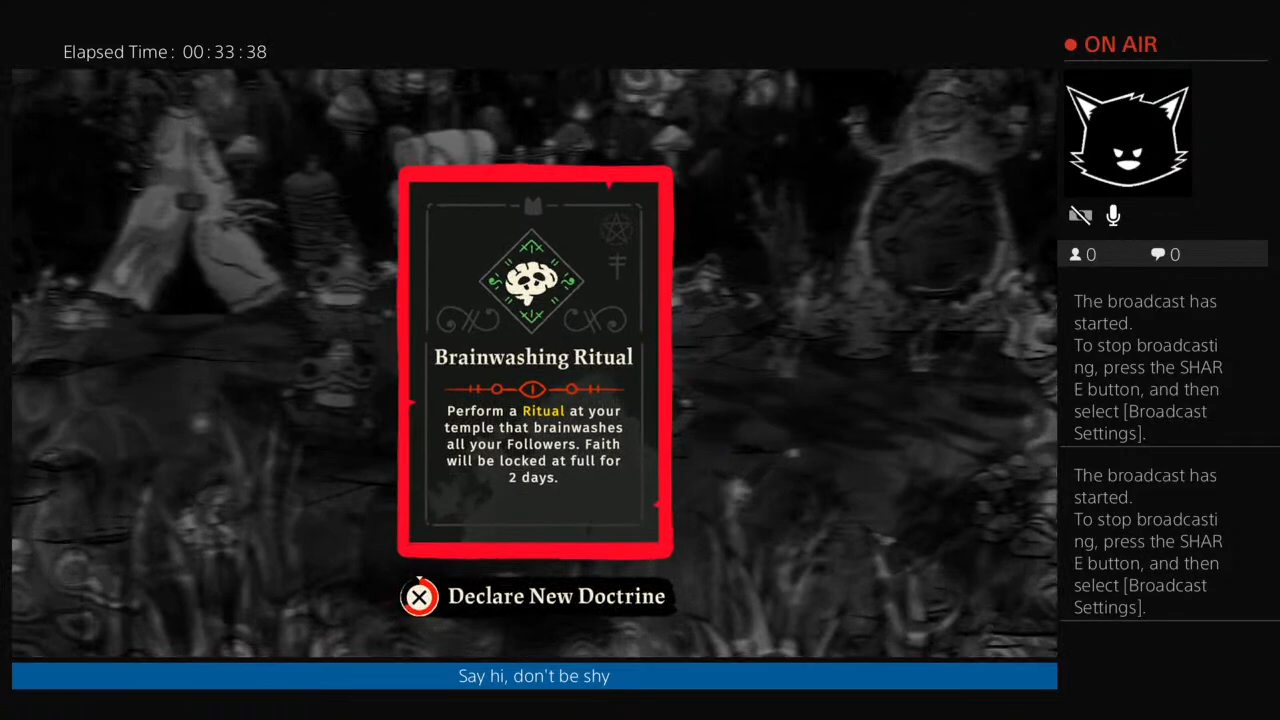 Elapsed Time: 00:33:38
ON AIR
0
0
Brainwashing Ritual
Perform a Ritual at your
temple that brainwashes
all your Followers. Faith
will be locked at full for
2 days.
Declare New Doctrine
The broadcast has
started.
To stop broadcasti
ng, press the SHAR
E button, and then
select [Broadcast
Settings].
The broadcast has
started.
To stop broadcasti
ng, press the SHAR
E button, and then
select [Broadcast
Settings].
Say hi, don't be shy